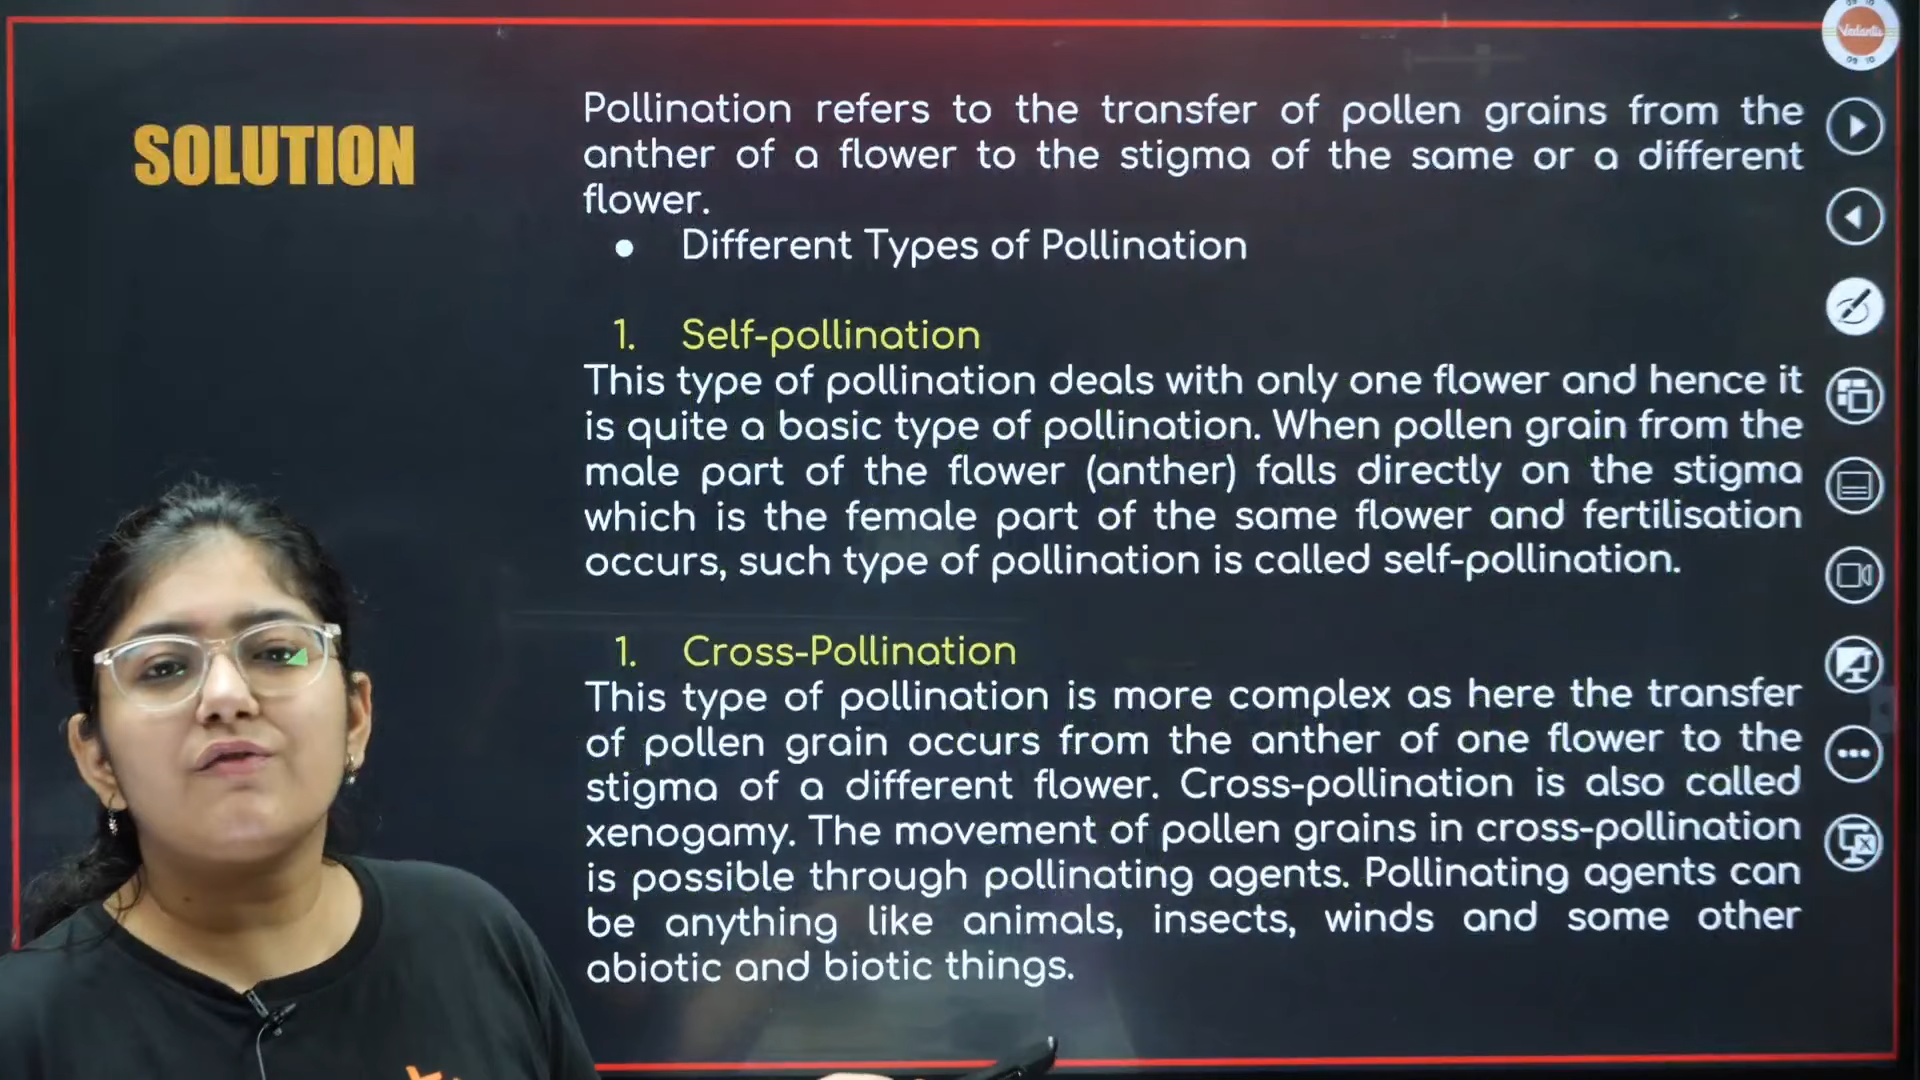 Vedantu
SOLUTION
Pollination refers to the transfer of pollen grains from the
anther of a flower to the stigma of the same or a different
flower.
● Different Types of Pollination
1. Self-pollination
This type of pollination deals with only one flower and hence it
is quite a basic type of pollination. When pollen grain from the
male part of the flower (anther) falls directly on the stigma
which is the female part of the same flower and fertilisation
occurs, such type of pollination is called self-pollination.
1. Cross-Pollination
This type of pollination is more complex as here the transfer
of pollen grain occurs from the anther of one flower to the
stigma of a different flower. Cross-pollination is also called
xenogamy. The movement of pollen grains in cross-pollination
is possible through pollinating agents. Pollinating agents can
be anything like animals, insects, winds and some other
abiotic and biotic things.